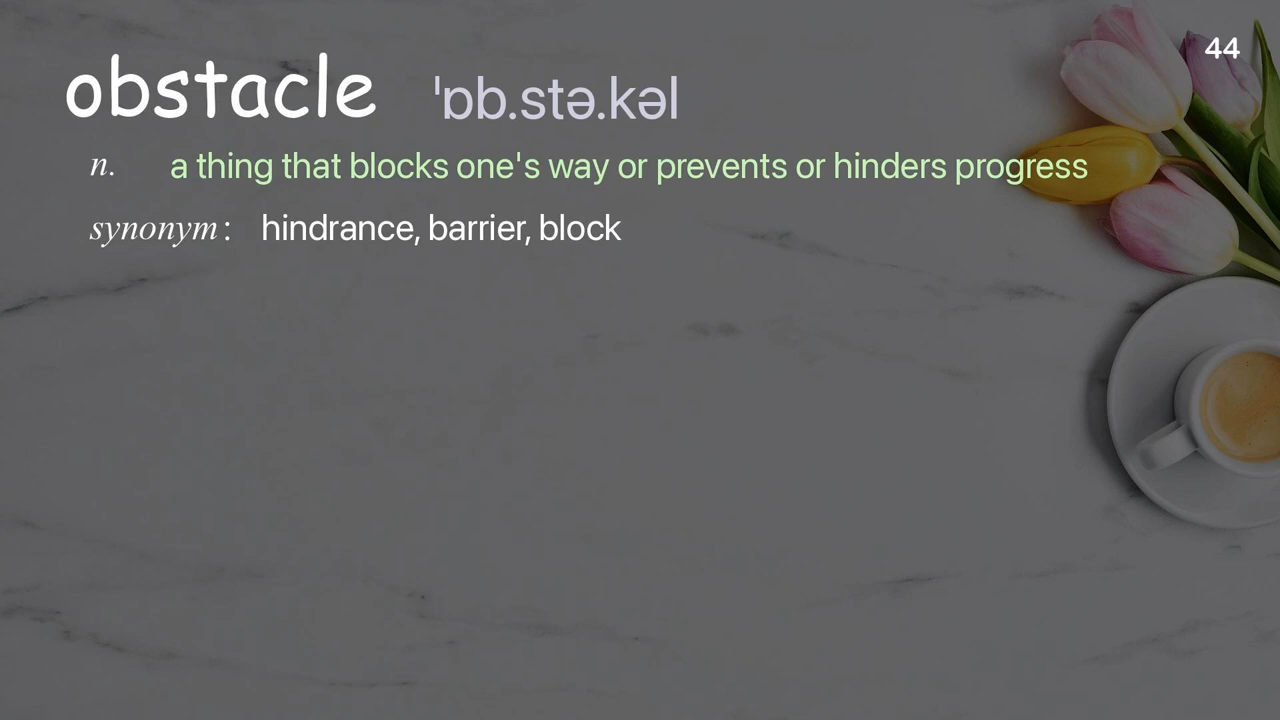 44
obstacle ˈɒb.stə.kəl
n. a thing that blocks one's way or prevents or hinders progress
synonym: hindrance, barrier, block